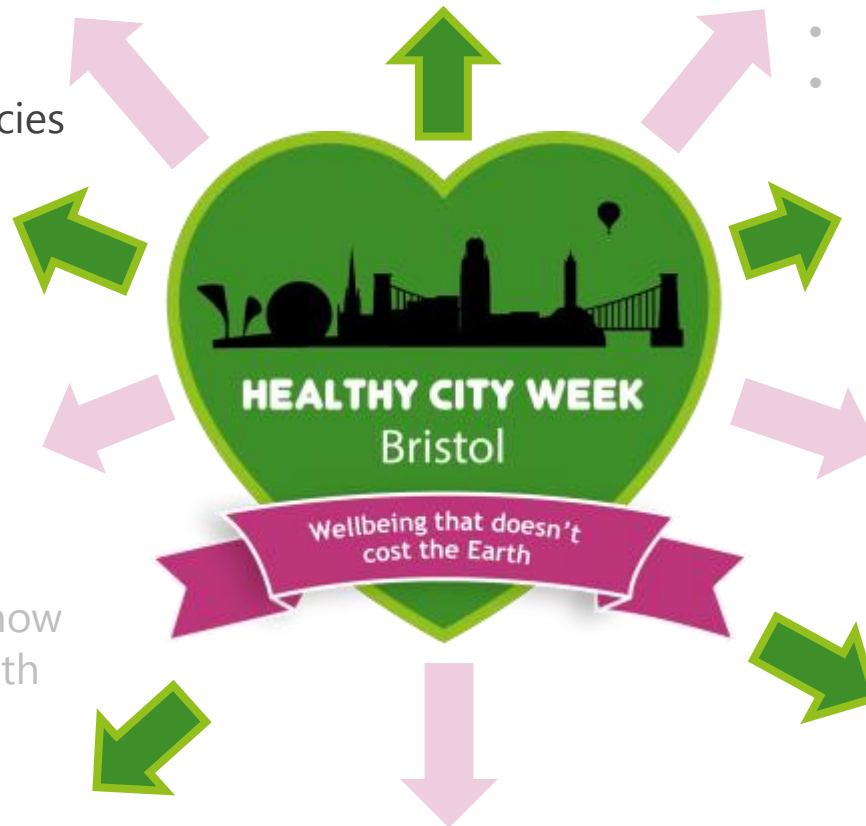 cies
HEALTHY CITY WEEK
Bristol
Wellbeing that doesn't
cost the Earth
now
th